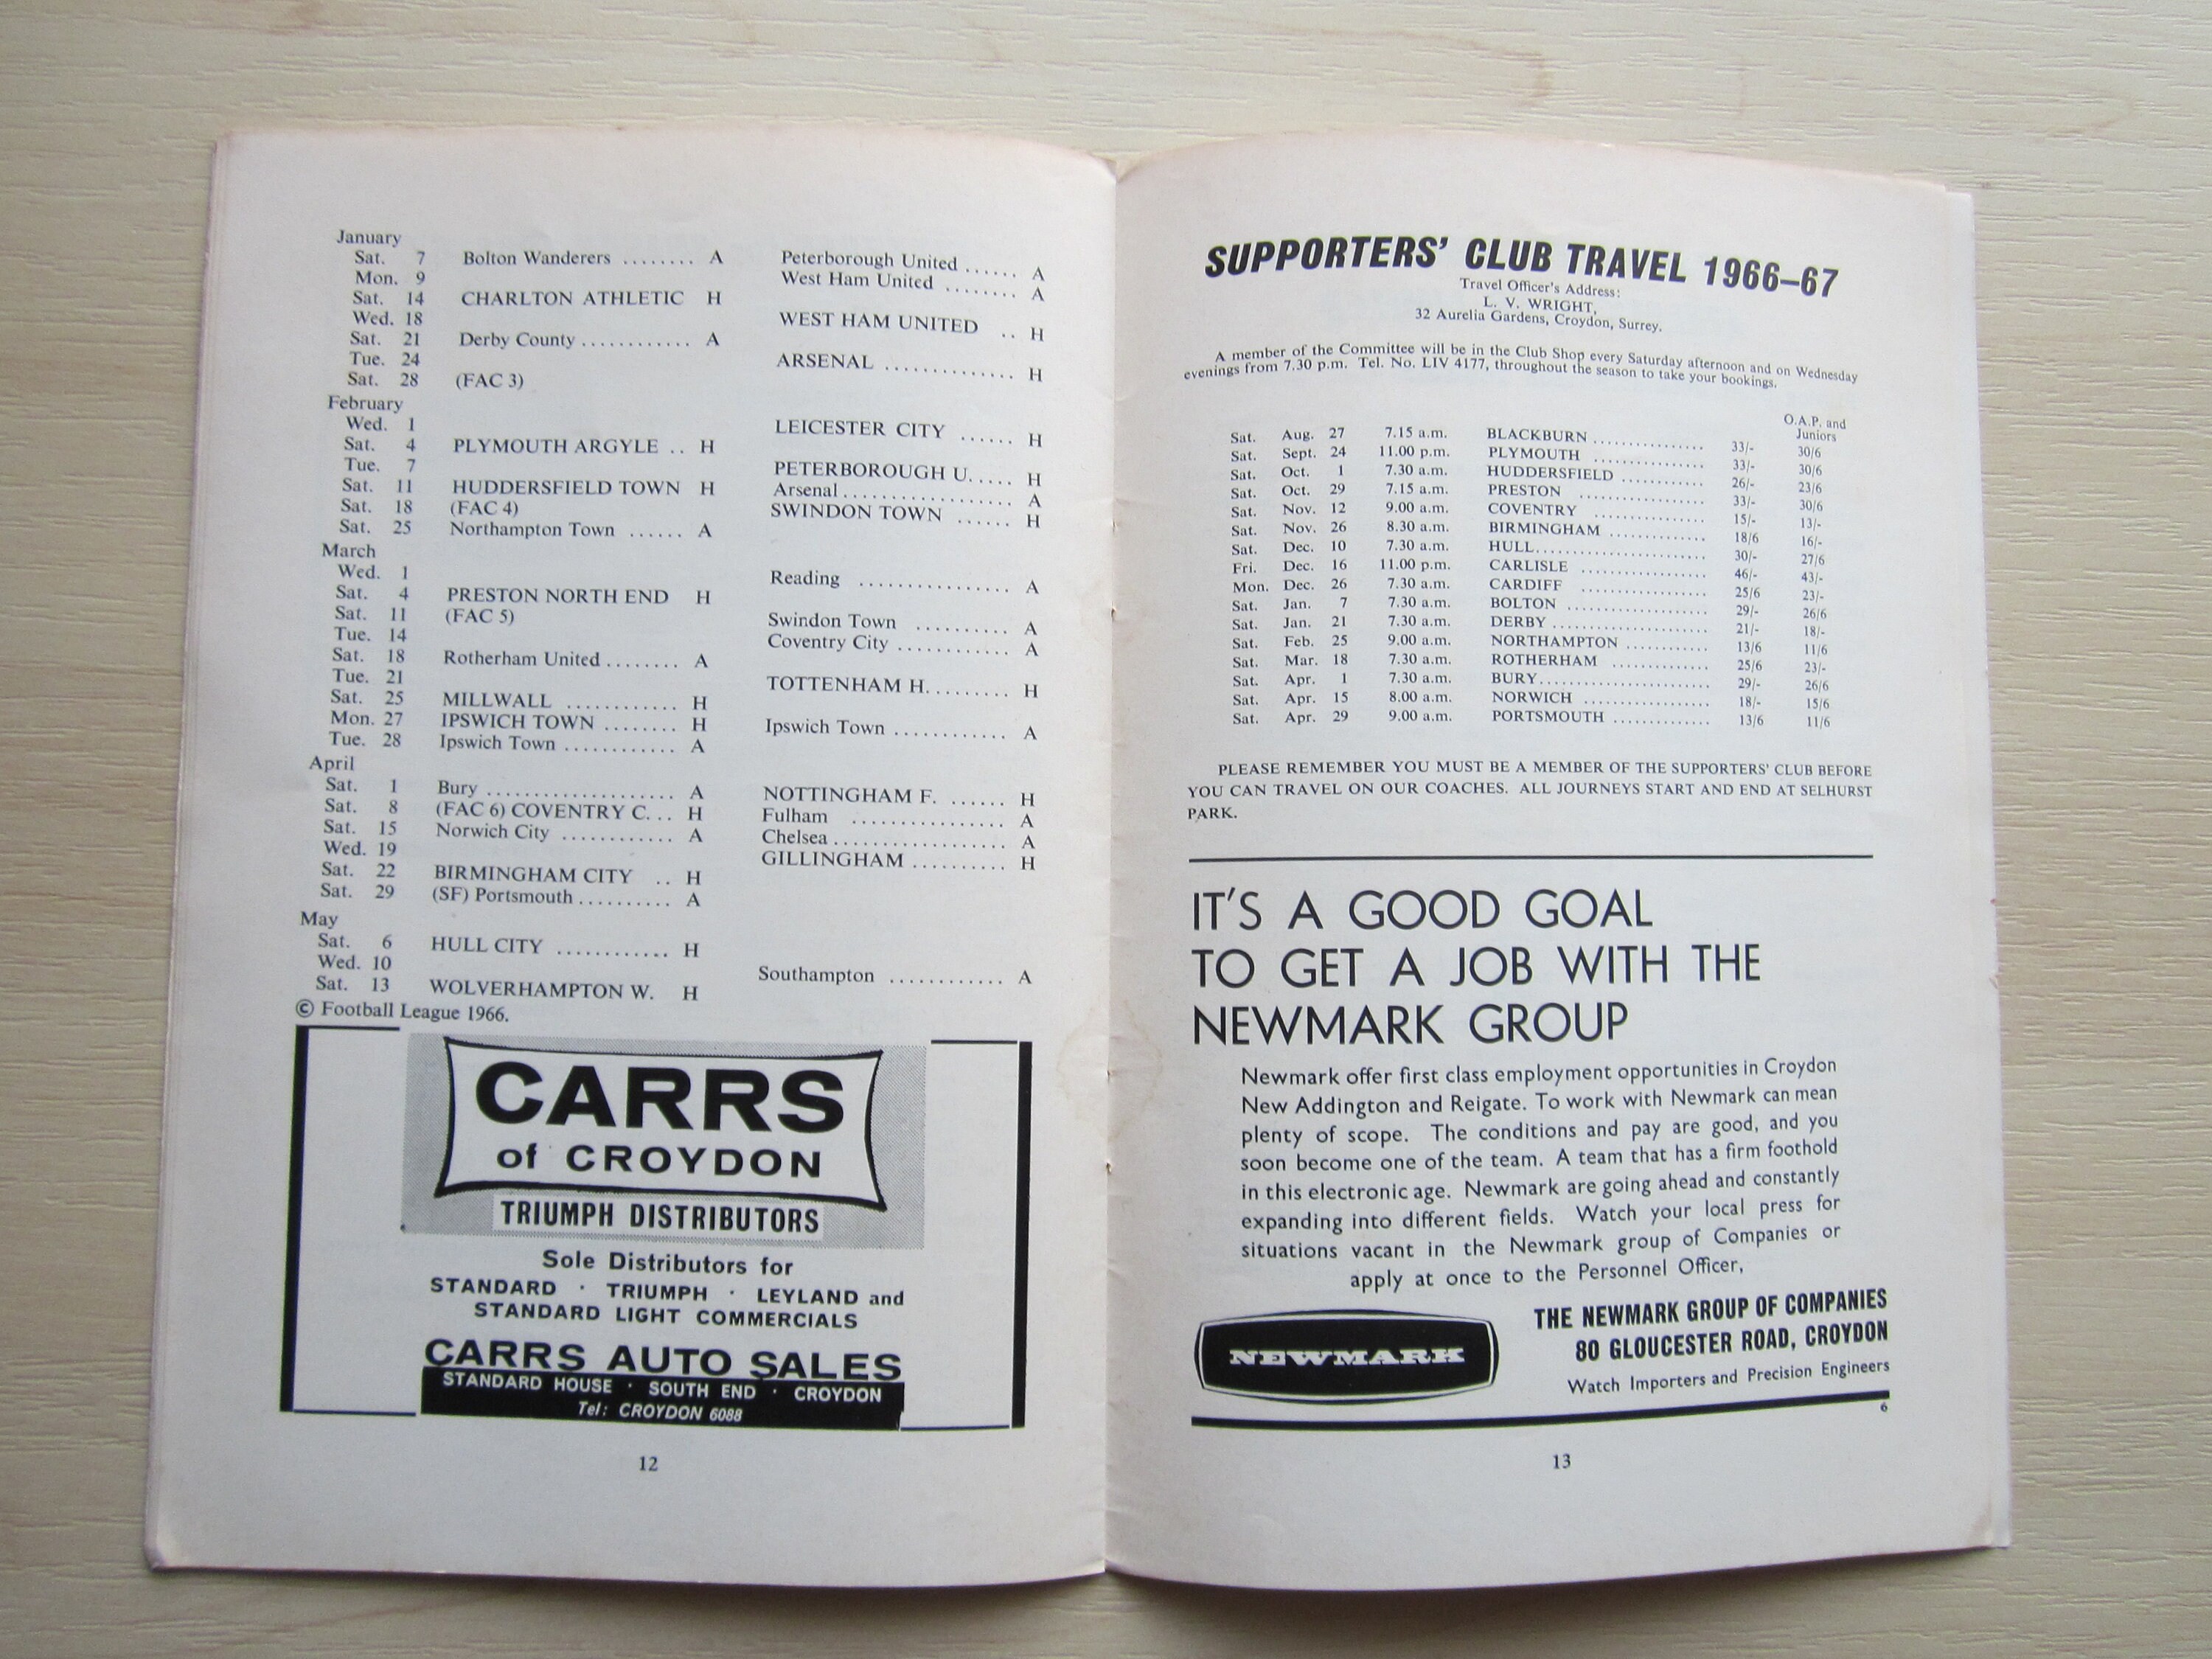 January
Sat. 7 Bolton Wanderers ........ A Peterborough United ...... A
Mon. 9 West Ham United ........ A
Sat. 14 CHARLTON ATHLETIC H
Wed. 18 WEST HAM UNITED .. H
Sat. 21 Derby County ............ A
Tue. 24 ARSENAL ............. H
Sat. 28 (FAC 3)
February
Wed. 1 LEICESTER CITY ...... H
Sat. 4 PLYMOUTH ARGYLE .. H
Tue. 7 PETERBOROUGH U. .... H
Sat. 11 HUDDERSFIELD TOWN H Arsenal ................. A
Sat. 18 (FAC 4) SWINDON TOWN ...... H
Sat. 25 Northampton Town ...... A
March
Wed. 1 Reading ............... A
Sat. 4 PRESTON NORTH END H
Sat. 11 (FAC 5) Swindon Town .......... A
Tue. 14 Coventry City ............ A
Sat. 18 Rotherham United ........ A
Tue. 21 TOTTENHAM H. ........ H
Sat. 25 MILLWALL ............ H
Mon. 27 IPSWICH TOWN ........ H Ipswich Town ............ A
Tue. 28 Ipswich Town ............ A
April
Sat. 1 Bury .................... A NOTTINGHAM F. ...... H
Sat. 8 (FAC 6) COVENTRY C. .. H Fulham ................ A
Sat. 15 Norwich City ............ A Chelsea .................. A
Wed. 19 GILLINGHAM .......... H
Sat. 22 BIRMINGHAM CITY .. H
Sat. 29 (SF) Portsmouth .......... A
May
Sat. 6 HULL CITY ............ H
Wed. 10 Southampton ............ A
Sat. 13 WOLVERHAMPTON W. H
© Football League 1966.
CARRS
of CROYDON
TRIUMPH DISTRIBUTORS
Sole Distributors for
STANDARD · TRIUMPH · LEYLAND and
STANDARD LIGHT COMMERCIALS
CARRS AUTO SALES
STANDARD HOUSE · SOUTH END · CROYDON
Tel: CROYDON 6088
12
SUPPORTERS' CLUB TRAVEL 1966–67
Travel Officer's Address:
L. V. WRIGHT,
32 Aurelia Gardens, Croydon, Surrey.
A member of the Committee will be in the Club Shop every Saturday afternoon and on Wednesday
evenings from 7.30 p.m. Tel. No. LIV 4177, throughout the season to take your bookings.
O.A.P. and
Juniors
Sat. Aug. 27 7.15 a.m. BLACKBURN ............... 33/- 30/6
Sat. Sept. 24 11.00 p.m. PLYMOUTH ............... 33/- 30/6
Sat. Oct. 1 7.30 a.m. HUDDERSFIELD ........... 26/- 23/6
Sat. Oct. 29 7.15 a.m. PRESTON ................. 33/- 30/6
Sat. Nov. 12 9.00 a.m. COVENTRY ............... 15/- 13/-
Sat. Nov. 26 8.30 a.m. BIRMINGHAM ............. 18/6 16/-
Sat. Dec. 10 7.30 a.m. HULL....................... 30/- 27/6
Fri. Dec. 16 11.00 p.m. CARLISLE ................. 46/- 43/-
Mon. Dec. 26 7.30 a.m. CARDIFF ................. 25/6 23/-
Sat. Jan. 7 7.30 a.m. BOLTON ................... 29/- 26/6
Sat. Jan. 21 7.30 a.m. DERBY ..................... 21/- 18/-
Sat. Feb. 25 9.00 a.m. NORTHAMPTON ........... 13/6 11/6
Sat. Mar. 18 7.30 a.m. ROTHERHAM ............. 25/6 23/-
Sat. Apr. 1 7.30 a.m. BURY....................... 29/- 26/6
Sat. Apr. 15 8.00 a.m. NORWICH ................. 18/- 15/6
Sat. Apr. 29 9.00 a.m. PORTSMOUTH ............. 13/6 11/6
PLEASE REMEMBER YOU MUST BE A MEMBER OF THE SUPPORTERS' CLUB BEFORE
YOU CAN TRAVEL ON OUR COACHES. ALL JOURNEYS START AND END AT SELHURST
PARK.
IT'S A GOOD GOAL
TO GET A JOB WITH THE
NEWMARK GROUP
Newmark offer first class employment opportunities in Croydon
New Addington and Reigate. To work with Newmark can mean
plenty of scope. The conditions and pay are good, and you
soon become one of the team. A team that has a firm foothold
in this electronic age. Newmark are going ahead and constantly
expanding into different fields. Watch your local press for
situations vacant in the Newmark group of Companies or
apply at once to the Personnel Officer,
NEWMARK
THE NEWMARK GROUP OF COMPANIES
80 GLOUCESTER ROAD, CROYDON
Watch Importers and Precision Engineers
6
13